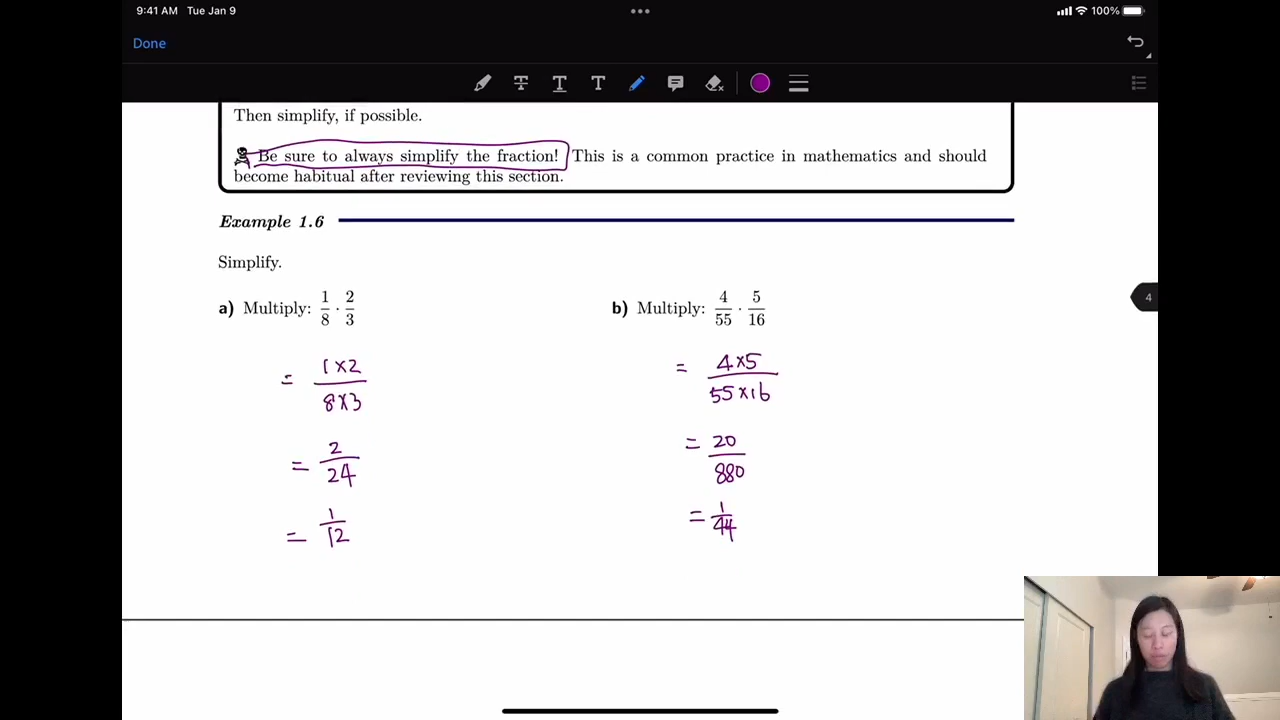 9:41 AM Tue Jan 9
100%
Done
Then simplify, if possible.
Be sure to always simplify the fraction! This is a common practice in mathematics and should
become habitual after reviewing this section.
Example 1.6
Simplify.
a) Multiply: 1/8 · 2/3
= 1×2 / 8×3
= 2/24
= 1/12
b) Multiply: 4/55 · 5/16
= 4×5 / 55×16
= 20/880
= 1/44
4